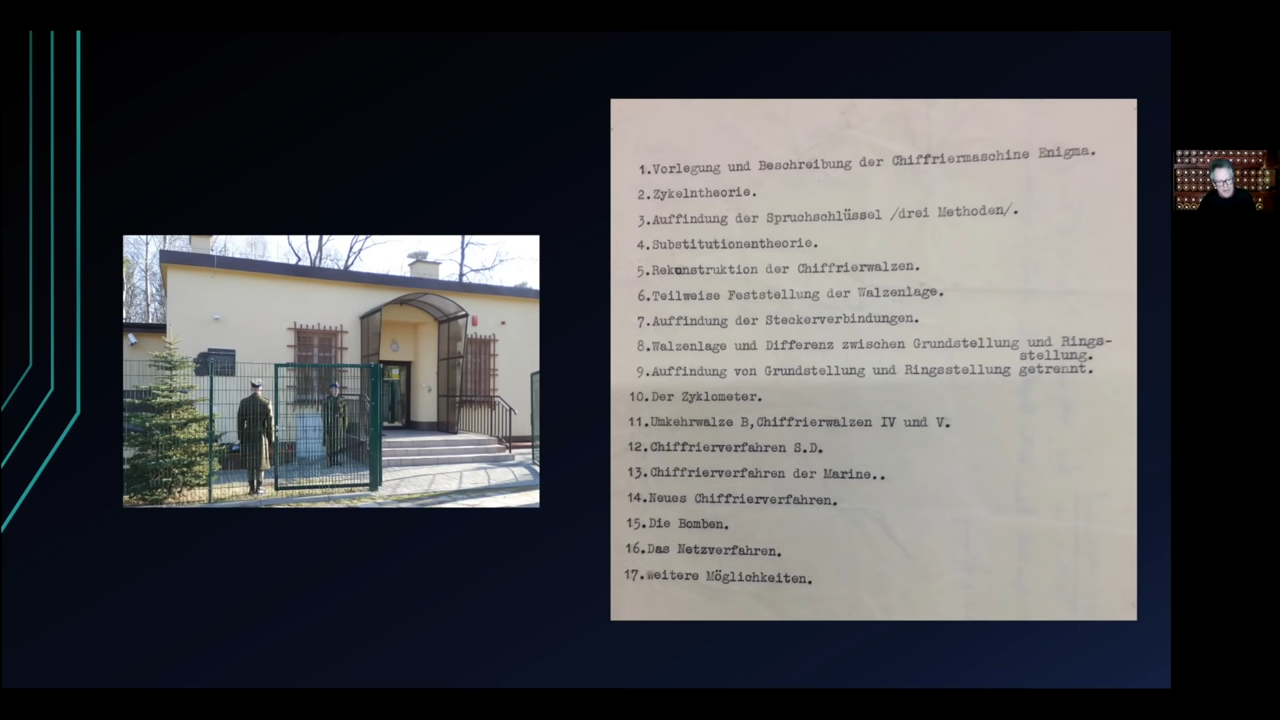 1.Vorlegung und Beschreibung der Chiffriermaschine Enigma.
2.Zykelntheorie.
3.Auffindung der Spruchschlüssel /drei Methoden/.
4.Substitutionentheorie.
5.Rekonstruktion der Chiffrierwalzen.
6.Teilweise Feststellung der Walzenlage.
7.Auffindung der Steckerverbindungen.
8.Walzenlage und Differenz zwischen Grundstellung und Rings-
stellung.
9.Auffindung von Grundstellung und Ringsstellung getrennt.
10.Der Zyklometer.
11.Umkehrwalze B,Chiffrierwalzen IV und V.
12.Chiffrierverfahren S.D.
13.Chiffrierverfahren der Marine..
14.Neues Chiffrierverfahren.
15.Die Bomben.
16.Das Netzverfahren.
17.Weitere Möglichkeiten.